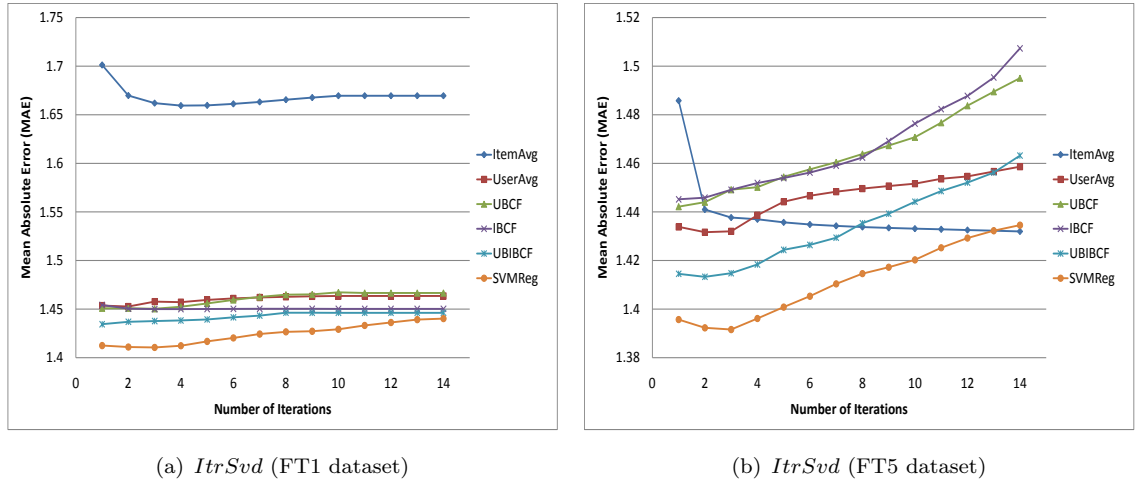 1.75
1.7
1.65
1.6
1.55
1.5
1.45
1.4
Mean Absolute Error (MAE)
0 2 4 6 8 10 12 14
Number of Iterations
ItemAvg
UserAvg
UBCF
IBCF
UBIBCF
SVMReg
(a) ItrSvd (FT1 dataset)
1.52
1.5
1.48
1.46
1.44
1.42
1.4
1.38
Mean Absolute Error (MAE)
0 2 4 6 8 10 12 14
Number of Iterations
ItemAvg
UserAvg
UBCF
IBCF
UBIBCF
SVMReg
(b) ItrSvd (FT5 dataset)